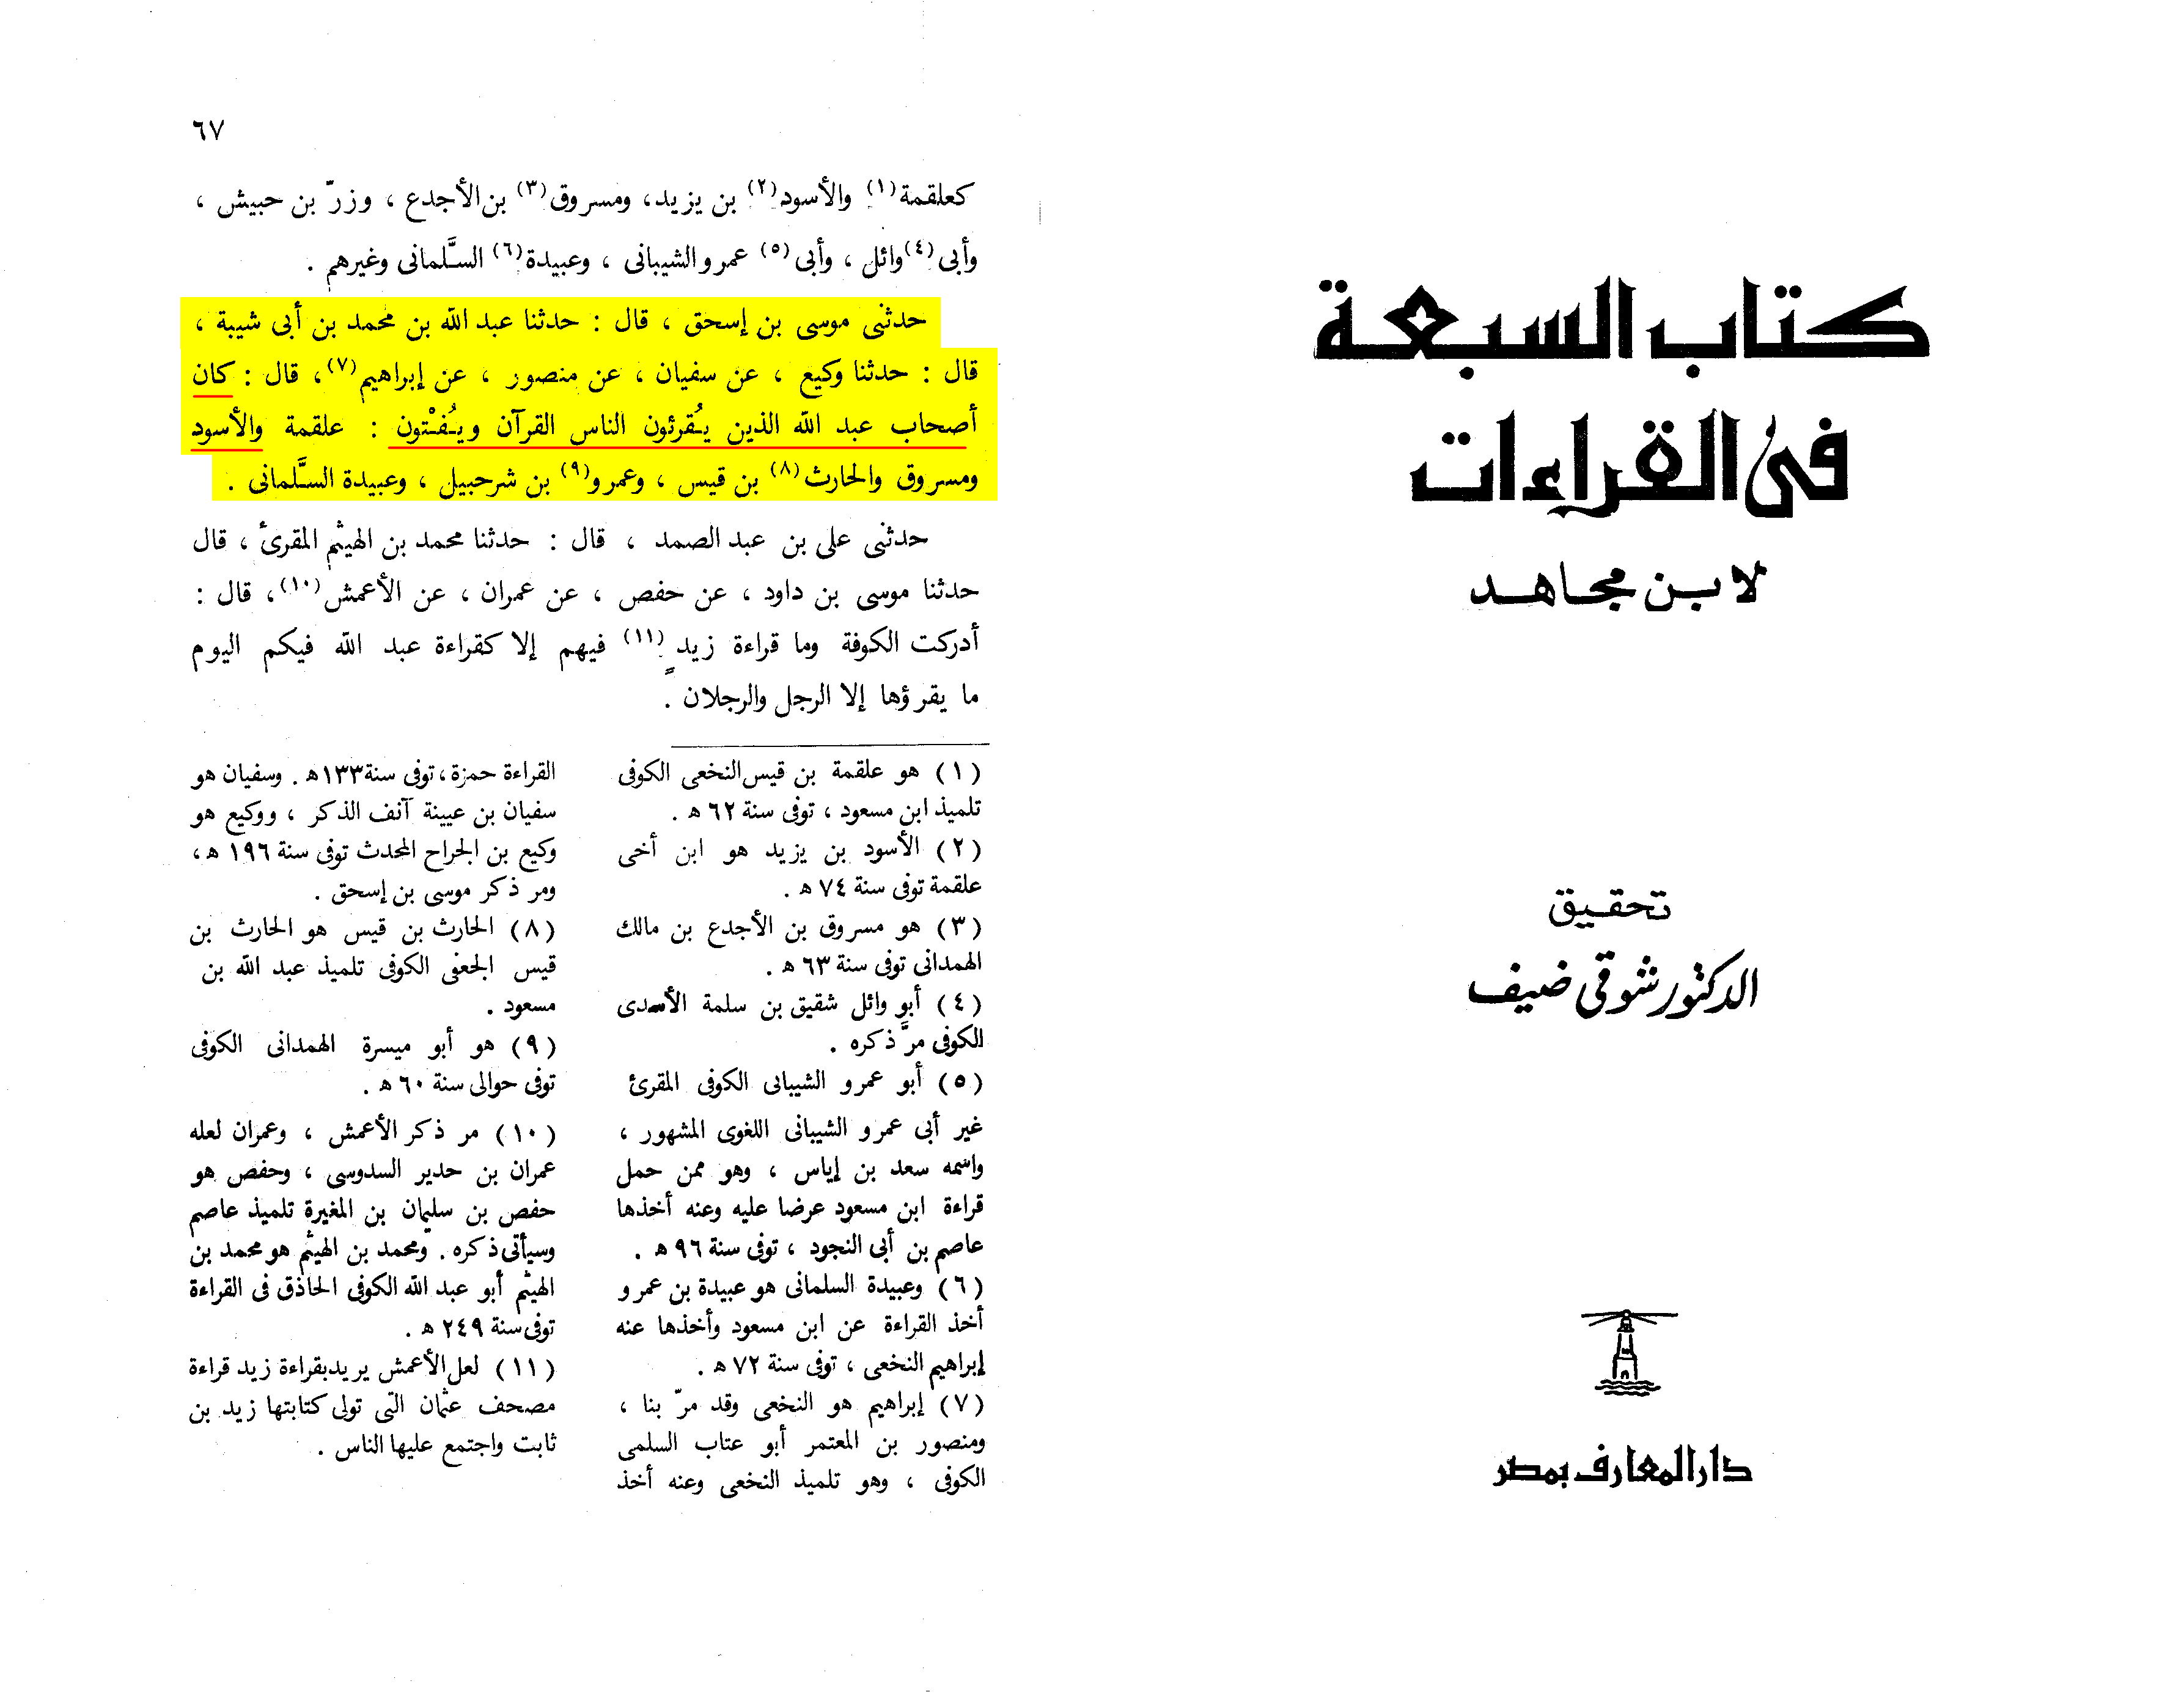 كتاب السبعة
فى القراءات
لابن مجاهد
تحقيق
الدكتور شوقى ضيف
دار المعارف بمصر
٦٧
كعلقمة(١) والأسود(٢) بن يزيد، ومسروق(٣) بن الأجدع ، وزرّ بن حبيش ،
وأبى(٤) وائل ، وأبى(٥) عمرو الشيبانى ، وعبيدة(٦) السَّلمانى وغيرهم .
حدثنى موسى بن إسحق ، قال : حدثنا عبد الله بن محمد بن أبى شيبة ،
قال : حدثنا وكيع ، عن سفيان ، عن منصور ، عن إبراهيم(٧)، قال : كان
أصحاب عبد الله الذين يُقرئون الناس القرآن ويُفْتون : علقمة والأسود
ومسروق والحارث(٨) بن قيس ، وعمرو(٩) بن شرحبيل ، وعبيدة السَّلمانى .
حدثنى على بن عبد الصمد ، قال : حدثنا محمد بن الهيثم المقرئ ، قال
حدثنا موسى بن داود ، عن حفص ، عن عمران ، عن الأعمش(١٠)، قال :
أدركت الكوفة وما قراءة زيدٍ(١١) فيهم إلا كقراءة عبد الله فيكم اليوم
ما يقرؤها إلا الرجل والرجلان .
(١) هو علقمة بن قيس النخعى الكوفى
تلميذ ابن مسعود ، توفى سنة ٦٢ ه .
(٢) الأسود بن يزيد هو ابن أخى
علقمة توفى سنة ٧٤ ه .
(٣) هو مسروق بن الأجدع بن مالك
الهمدانى توفى سنة ٦٣ ه .
(٤) أبو وائل شقيق بن سلمة الأسدى
الكوفى مرَّ ذكره .
(٥) أبو عمرو الشيبانى الكوفى المقرئ
غير أبى عمرو الشيبانى اللغوى المشهور ،
واسمه سعد بن إياس ، وهو ممن حمل
قراءة ابن مسعود عرضا عليه وعنه أخذها
عاصم بن أبى النجود ، توفى سنة ٩٦ ه .
(٦) وعبيدة السلمانى هو عبيدة بن عمرو
أخذ القراءة عن ابن مسعود وأخذها عنه
إبراهيم النخعى ، توفى سنة ٧٢ ه .
(٧) إبراهيم هو النخعى وقد مرّ بنا ،
ومنصور بن المعتمر أبو عتاب السلمى
الكوفى ، وهو تلميذ النخعى وعنه أخذ
القراءة حمزة ، توفى سنة ١٣٣ ه . وسفيان هو
سفيان بن عيينة آنف الذكر ، ووكيع هو
وكيع بن الجراح المحدث توفى سنة ١٩٦ ه ،
ومر ذكر موسى بن إسحق .
(٨) الحارث بن قيس هو الحارث بن
قيس الجعفى الكوفى تلميذ عبد الله بن
مسعود .
(٩) هو أبو ميسرة الهمدانى الكوفى
توفى حوالى سنة ٦٠ ه .
(١٠) مر ذكر الأعمش ، وعمران لعله
عمران بن حدير السدوسى ، وحفص هو
حفص بن سليمان بن المغيرة تلميذ عاصم
وسيأتى ذكره . ومحمد بن الهيثم هو محمد بن
الهيثم أبو عبد الله الكوفى الحاذق فى القراءة
توفى سنة ٢٤٩ ه .
(١١) لعل الأعمش يريد بقراءة زيد قراءة
مصحف عثمان التى تولى كتابتها زيد بن
ثابت واجتمع عليها الناس .